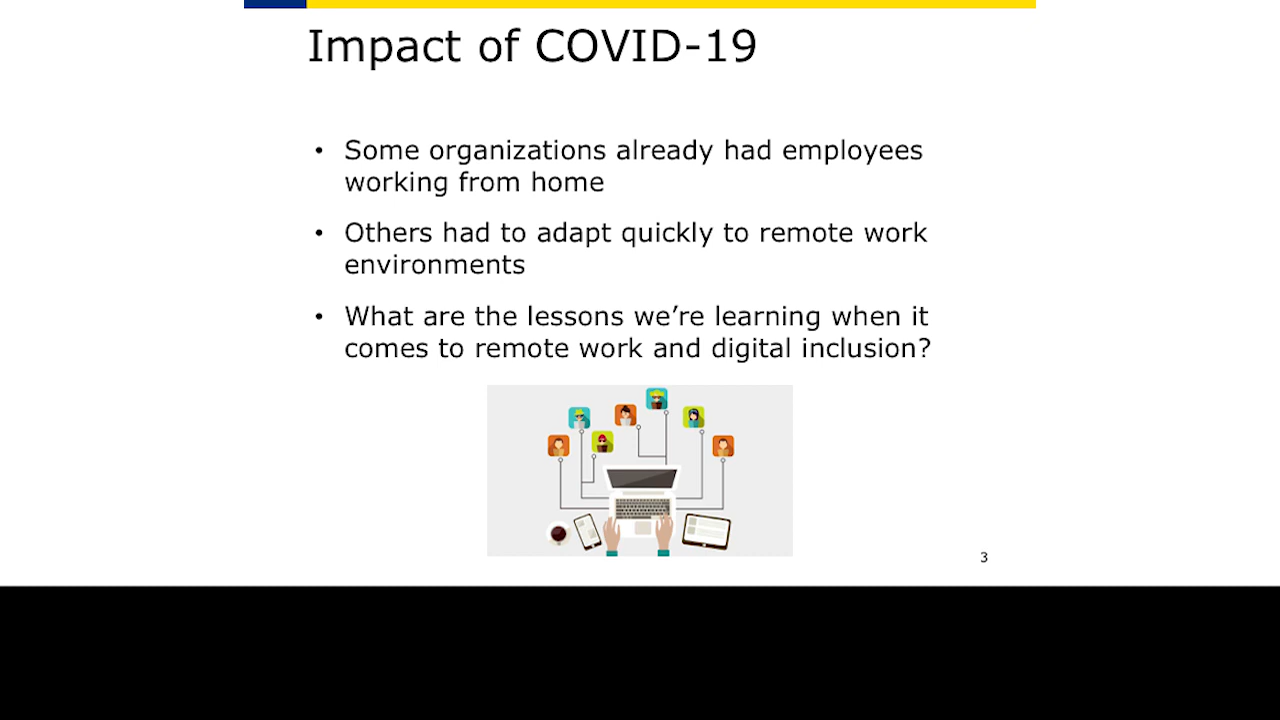 Impact of COVID-19
• Some organizations already had employees
working from home
• Others had to adapt quickly to remote work
environments
• What are the lessons we’re learning when it
comes to remote work and digital inclusion?
3